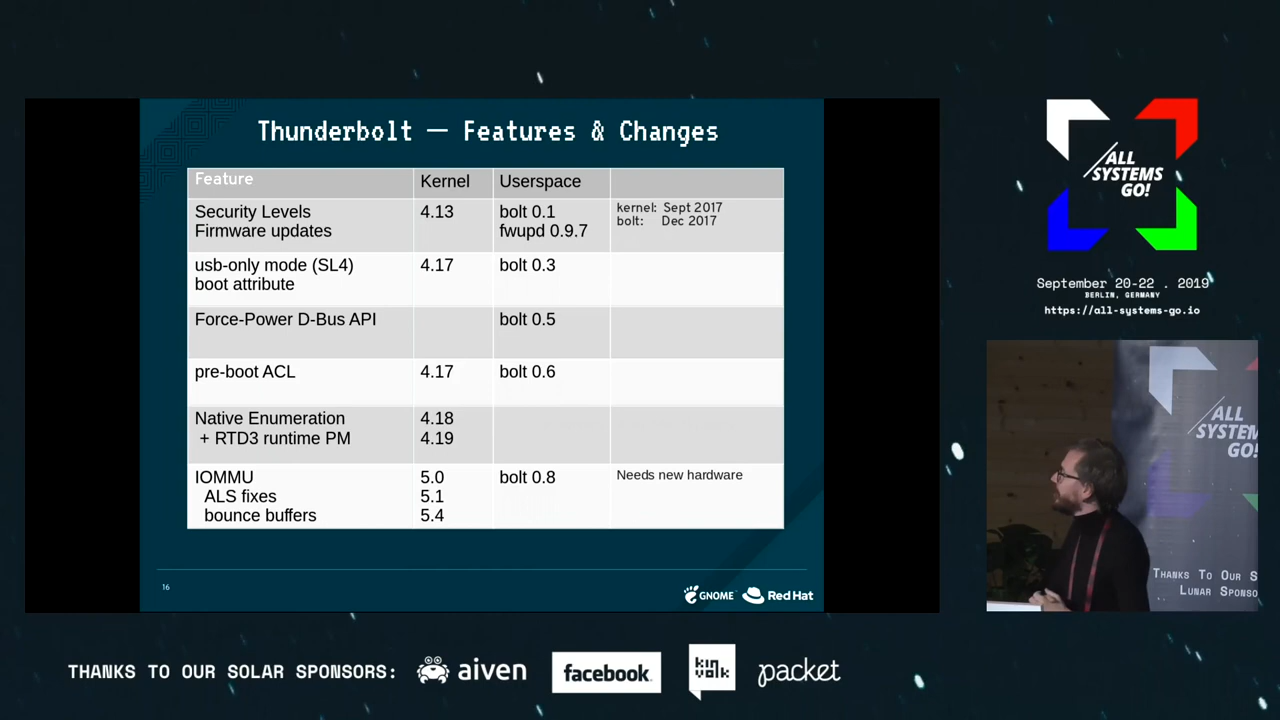 Thunderbolt — Features & Changes
Feature Kernel Userspace
Security Levels 4.13 bolt 0.1 kernel: Sept 2017
Firmware updates fwupd 0.9.7 bolt: Dec 2017
usb-only mode (SL4) 4.17 bolt 0.3
boot attribute
Force-Power D-Bus API bolt 0.5
pre-boot ACL 4.17 bolt 0.6
Native Enumeration 4.18
+ RTD3 runtime PM 4.19
IOMMU 5.0 bolt 0.8 Needs new hardware
ALS fixes 5.1
bounce buffers 5.4
16
GNOME Red Hat
ALL
SYSTEMS
GO!
September 20-22 . 2019
BERLIN, GERMANY
https://all-systems-go.io
ALL
SYSTEM
GO!
THANKS TO OUR S
LUNAR SPONSO
THANKS TO OUR SOLAR SPONSORS: aiven facebook. kinvolk packet